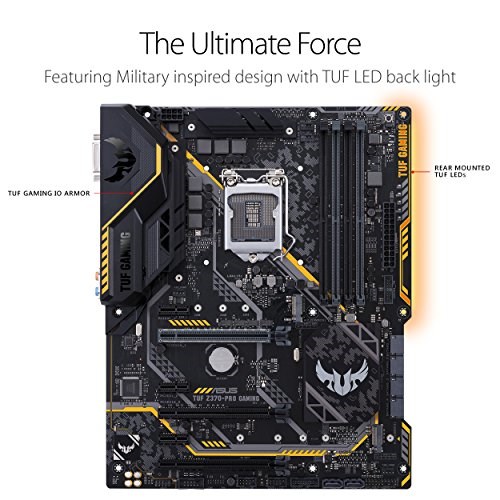 The Ultimate Force
Featuring Military inspired design with TUF LED back light
TUF GAMING
REAR MOUNTED
TUF LEDs
TUF GAMING IO ARMOR
TUF GAMING
ASUS
TUF Z370-PRO GAMING